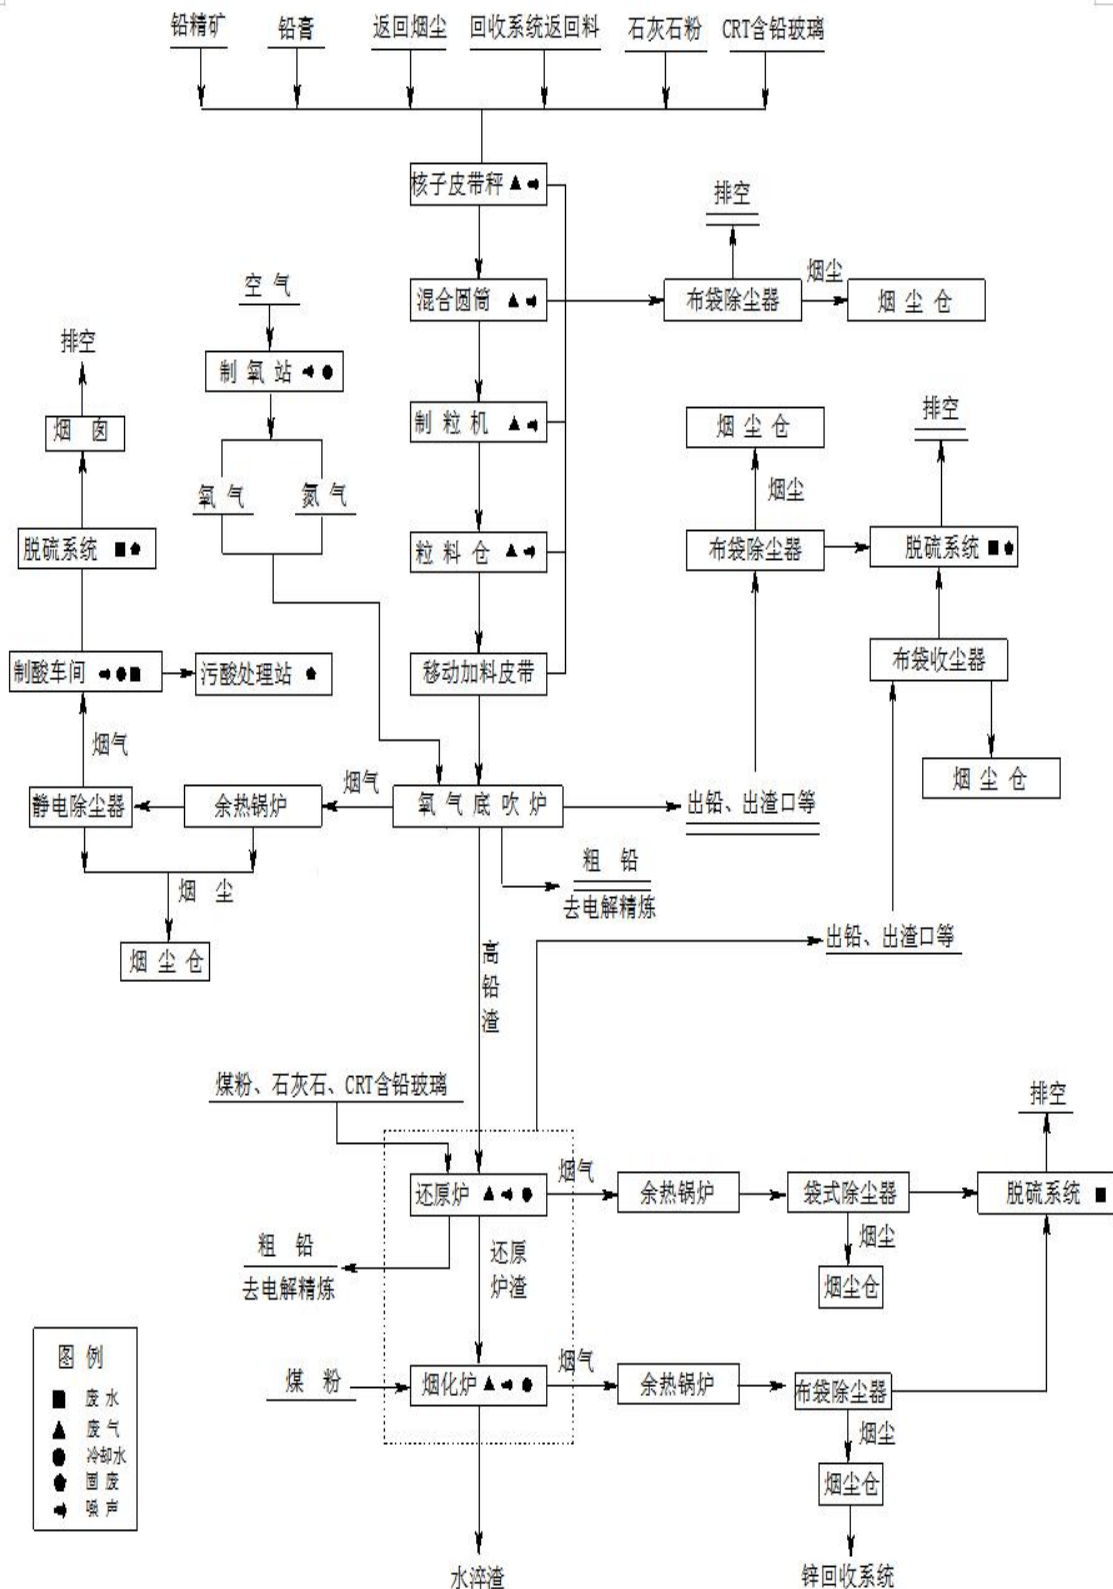 铅精矿
铅膏
返回烟尘
回收系统返回料
石灰石粉
CRT含铅玻璃
核子皮带秤
排空
空气
混合圆筒
布袋除尘器
烟尘
烟尘仓
排空
制氧站
烟囱
制粒机
烟尘仓
排空
氧气
氮气
烟尘
脱硫系统
粒料仓
布袋除尘器
脱硫系统
制酸车间
污酸处理站
移动加料皮带
布袋收尘器
烟气
烟尘仓
静电除尘器
余热锅炉
烟气
氧气底吹炉
出铅、出渣口等
粗铅
去电解精炼
烟尘
烟尘仓
高铅渣
出铅、出渣口等
煤粉、石灰石、CRT含铅玻璃
排空
还原炉
烟气
余热锅炉
袋式除尘器
脱硫系统
粗铅
去电解精炼
还原
炉渣
烟尘
烟尘仓
煤粉
烟化炉
烟气
余热锅炉
布袋除尘器
烟尘
烟尘仓
锌回收系统
水淬渣
图例
废水
废气
冷却水
固废
噪声